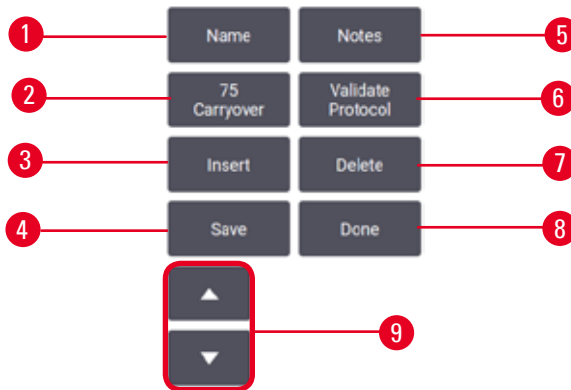 1 Name Notes 5
2 75 Carryover Validate Protocol 6
3 Insert Delete 7
4 Save Done 8
9